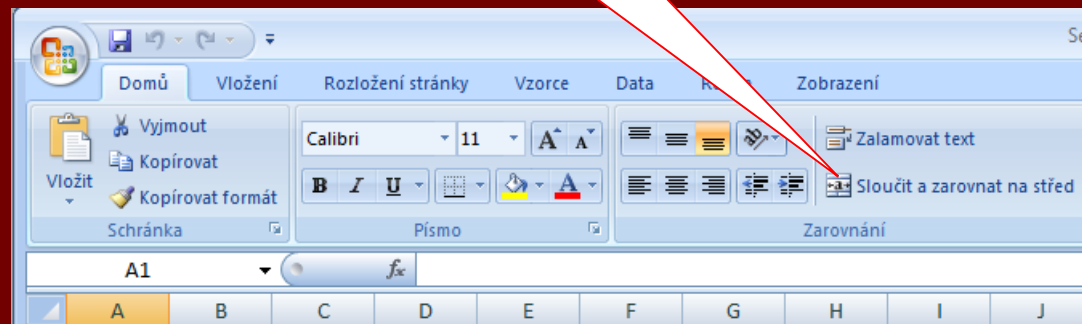 Se
Domů Vložení Rozložení stránky Vzorce Data Zobrazení
Vyjmout
Calibri 11 A A Zalamovat text
Kopírovat
Vložit B I U A Sloučit a zarovnat na střed
Kopírovat formát
Schránka Písmo Zarovnání
A1 fx
A B C D E F G H I J